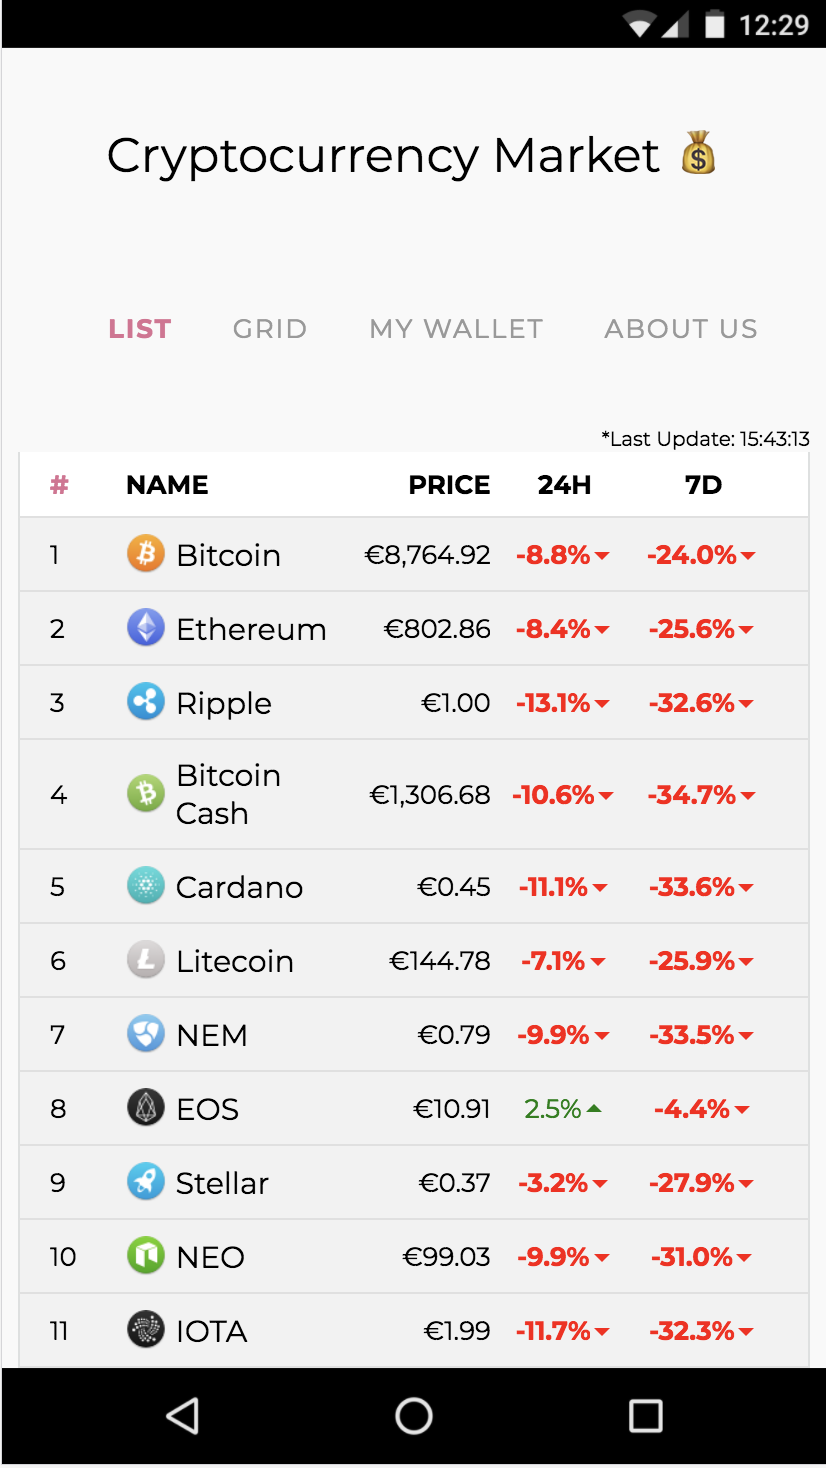 12:29
Cryptocurrency Market
LIST GRID MY WALLET ABOUT US
*Last Update: 15:43:13
# NAME PRICE 24H 7D
1 Bitcoin €8,764.92 -8.8% -24.0%
2 Ethereum €802.86 -8.4% -25.6%
3 Ripple €1.00 -13.1% -32.6%
4 Bitcoin Cash €1,306.68 -10.6% -34.7%
5 Cardano €0.45 -11.1% -33.6%
6 Litecoin €144.78 -7.1% -25.9%
7 NEM €0.79 -9.9% -33.5%
8 EOS €10.91 2.5% -4.4%
9 Stellar €0.37 -3.2% -27.9%
10 NEO €99.03 -9.9% -31.0%
11 IOTA €1.99 -11.7% -32.3%